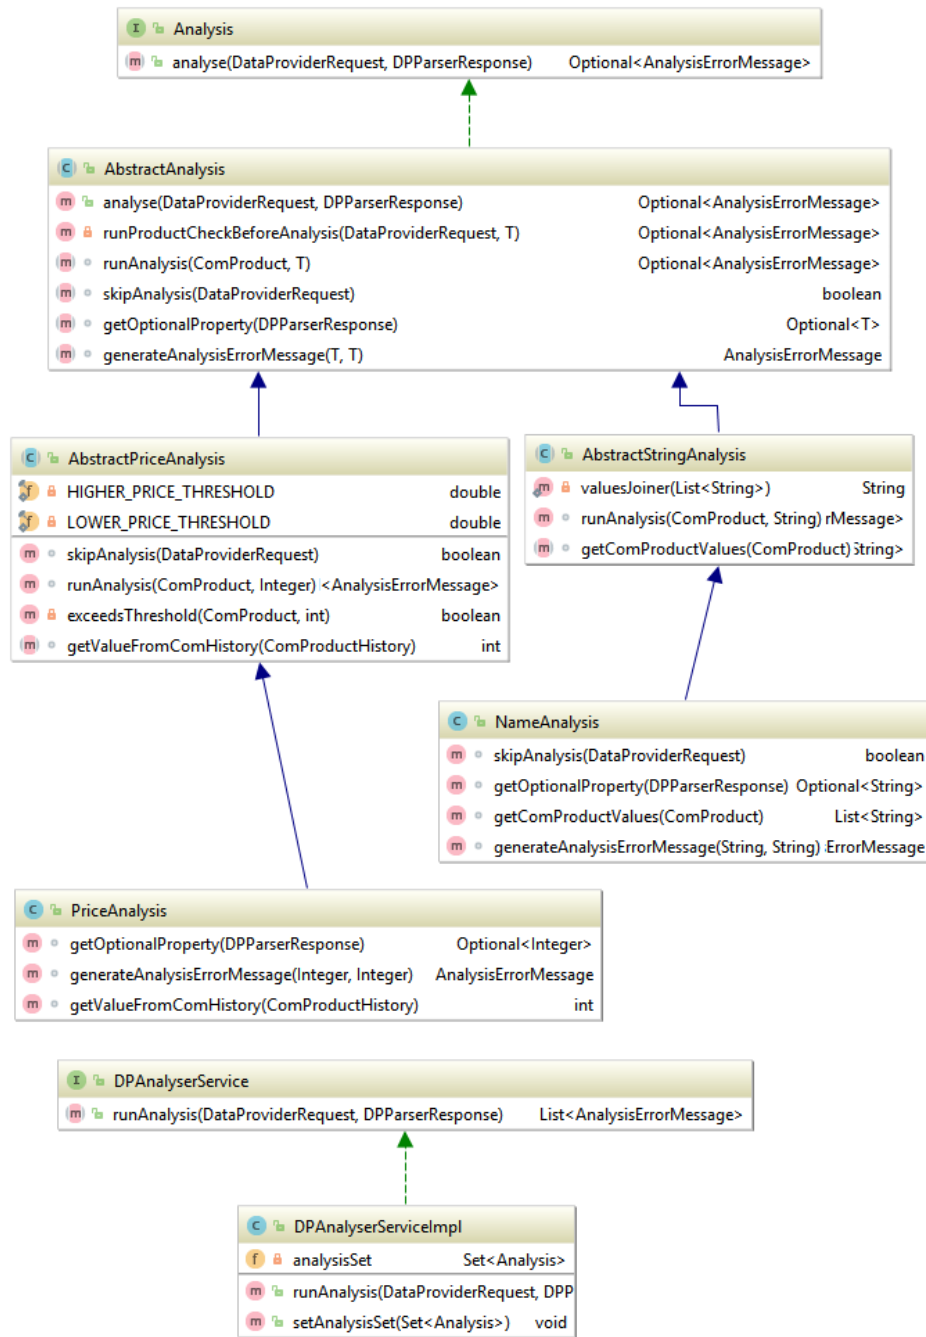 Analysis
analyse(DataProviderRequest, DPParserResponse) Optional<AnalysisErrorMessage>
AbstractAnalysis
analyse(DataProviderRequest, DPParserResponse) Optional<AnalysisErrorMessage>
runProductCheckBeforeAnalysis(DataProviderRequest, T) Optional<AnalysisErrorMessage>
runAnalysis(ComProduct, T) Optional<AnalysisErrorMessage>
skipAnalysis(DataProviderRequest) boolean
getOptionalProperty(DPParserResponse) Optional<T>
generateAnalysisErrorMessage(T, T) AnalysisErrorMessage
AbstractPriceAnalysis
HIGHER_PRICE_THRESHOLD double
LOWER_PRICE_THRESHOLD double
skipAnalysis(DataProviderRequest) boolean
runAnalysis(ComProduct, Integer) <AnalysisErrorMessage>
exceedsThreshold(ComProduct, int) boolean
getValueFromComHistory(ComProductHistory) int
AbstractStringAnalysis
valuesJoiner(List<String>) String
runAnalysis(ComProduct, String) rMessage>
getComProductValues(ComProduct) String>
NameAnalysis
skipAnalysis(DataProviderRequest) boolean
getOptionalProperty(DPParserResponse) Optional<String>
getComProductValues(ComProduct) List<String>
generateAnalysisErrorMessage(String, String) ErrorMessage
PriceAnalysis
getOptionalProperty(DPParserResponse) Optional<Integer>
generateAnalysisErrorMessage(Integer, Integer) AnalysisErrorMessage
getValueFromComHistory(ComProductHistory) int
DPAnalyserService
runAnalysis(DataProviderRequest, DPParserResponse) List<AnalysisErrorMessage>
DPAnalyserServiceImpl
analysisSet Set<Analysis>
runAnalysis(DataProviderRequest, DPP
setAnalysisSet(Set<Analysis>) void